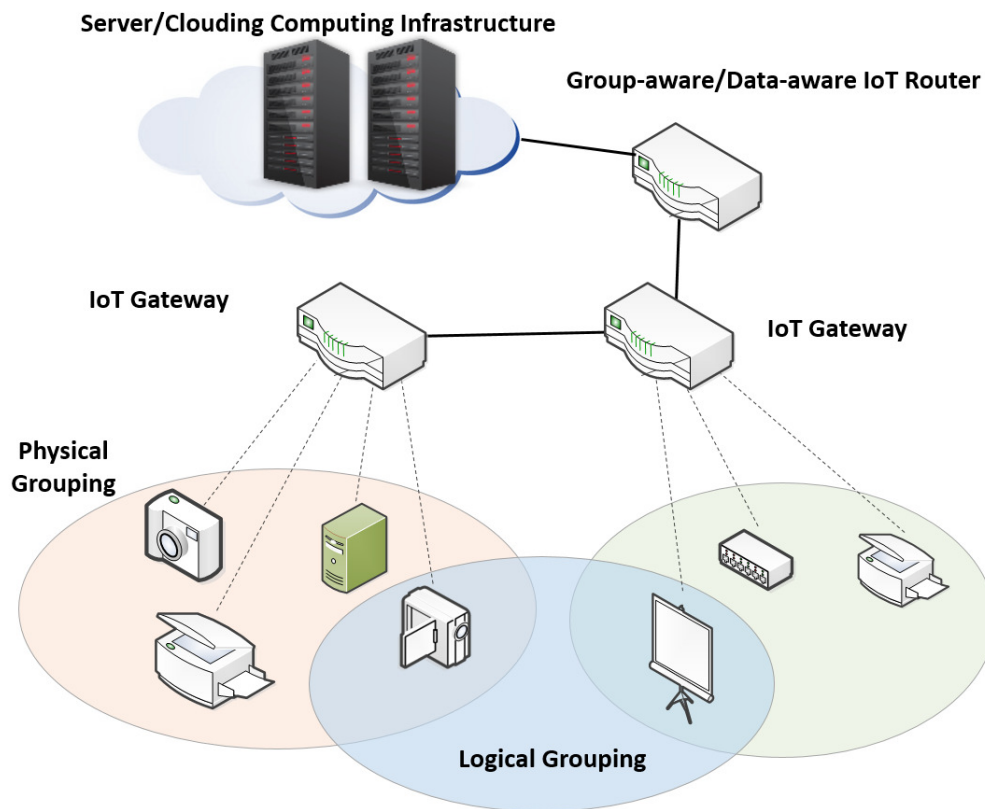 Server/Clouding Computing Infrastructure
Group-aware/Data-aware IoT Router
IoT Gateway
IoT Gateway
Physical
Grouping
Logical Grouping